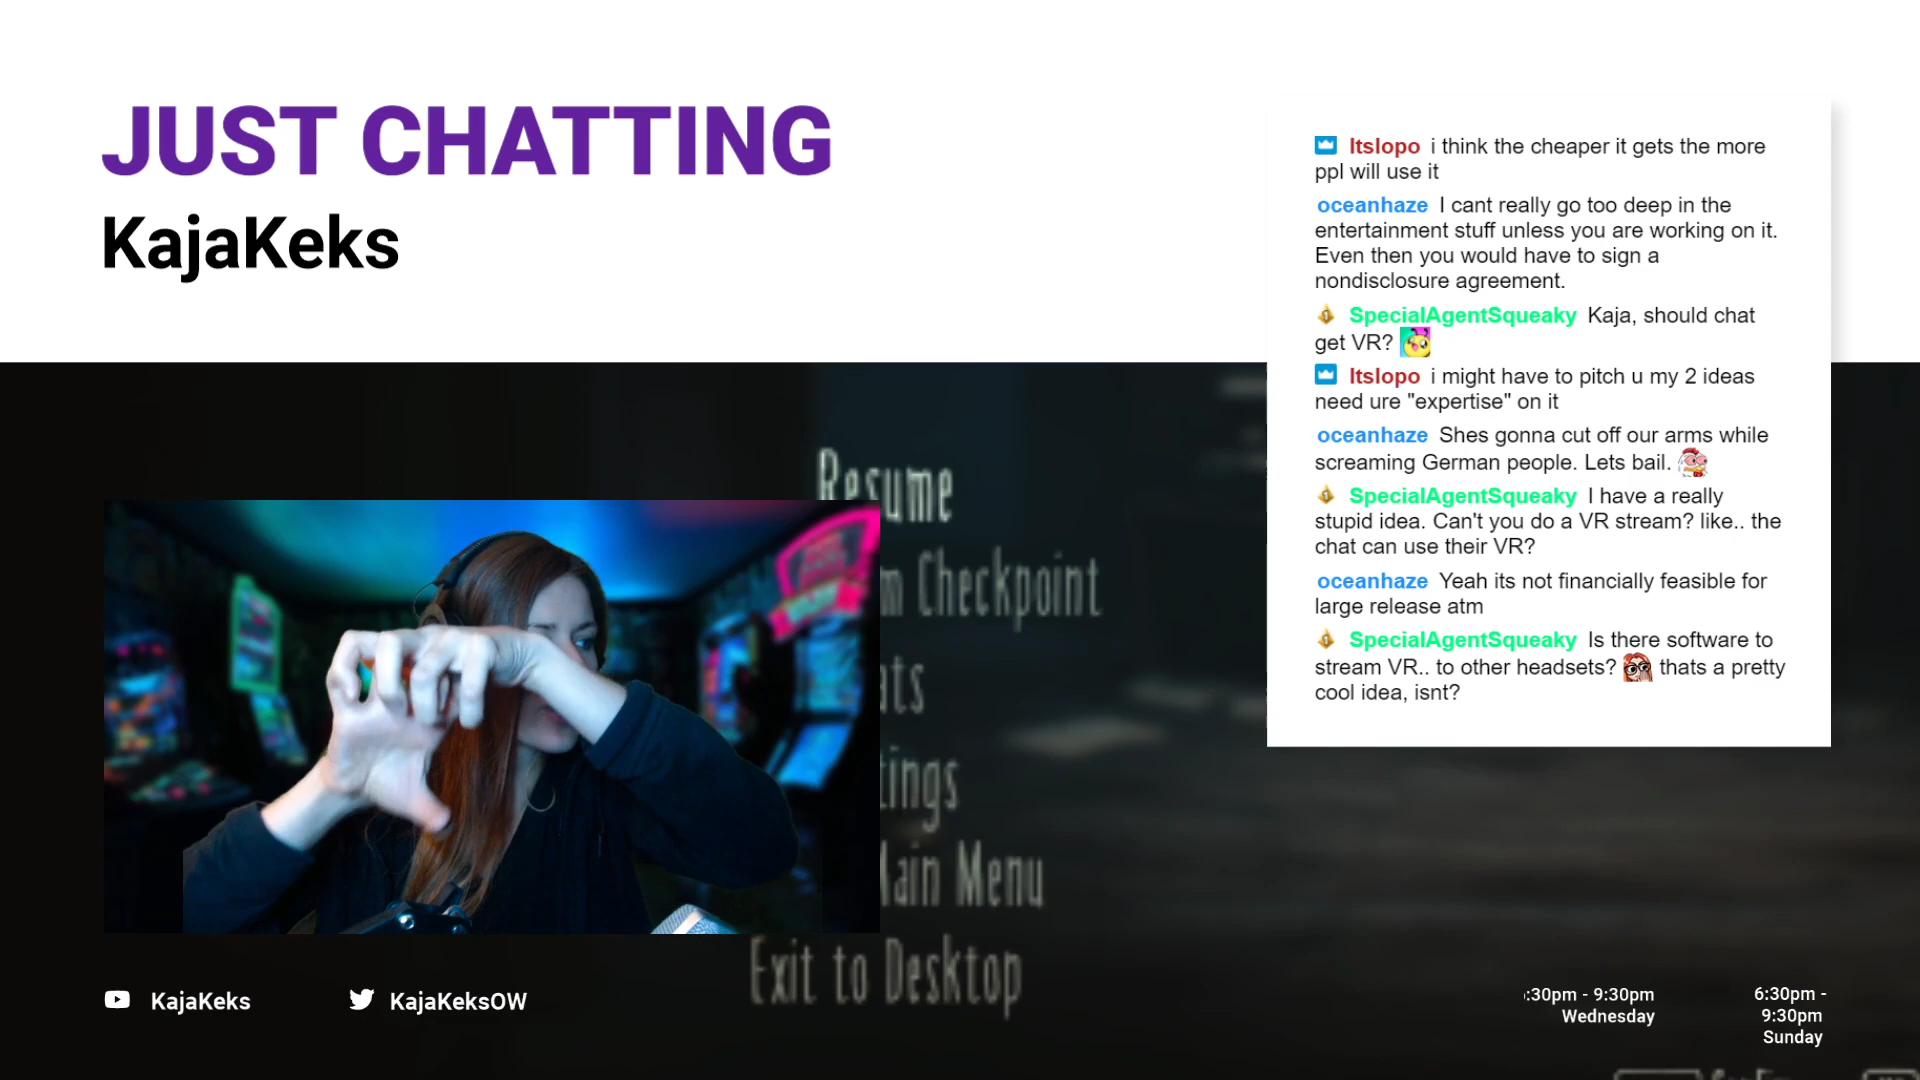 JUST CHATTING
KajaKeks
Itslopo i think the cheaper it gets the more
ppl will use it
oceanhaze I cant really go too deep in the
entertainment stuff unless you are working on it.
Even then you would have to sign a
nondisclosure agreement.
SpecialAgentSqueaky Kaja, should chat
get VR?
Itslopo i might have to pitch u my 2 ideas
need ure "expertise" on it
oceanhaze Shes gonna cut off our arms while
screaming German people. Lets bail.
SpecialAgentSqueaky I have a really
stupid idea. Can't you do a VR stream? like.. the
chat can use their VR?
oceanhaze Yeah its not financially feasible for
large release atm
SpecialAgentSqueaky Is there software to
stream VR.. to other headsets? thats a pretty
cool idea, isnt?
Resume
Checkpoint
Main Menu
Exit to Desktop
KajaKeks
KajaKeksOW
:30pm - 9:30pm
Wednesday
6:30pm -
9:30pm
Sunday